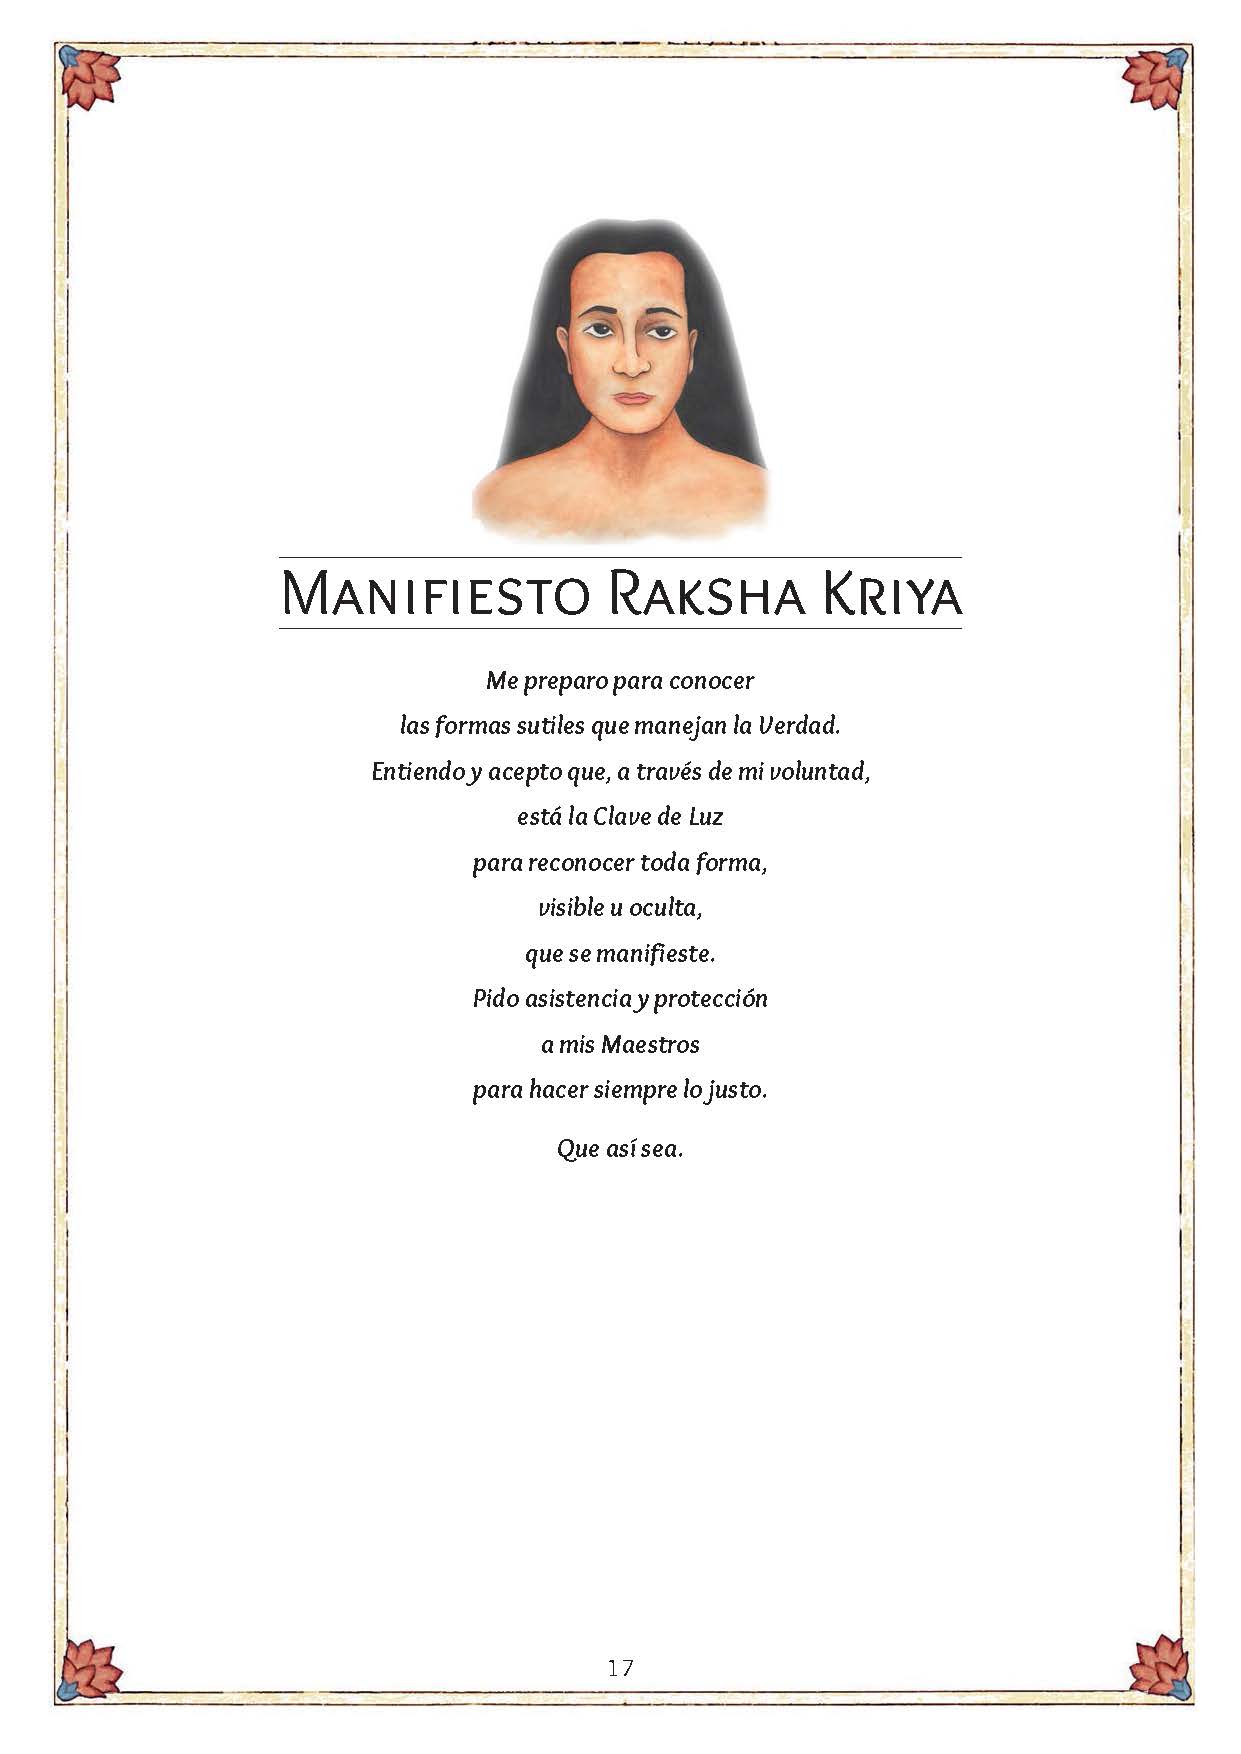 Manifiesto Raksha Kriya
Me preparo para conocer
las formas sutiles que manejan la Verdad.
Entiendo y acepto que, a través de mi voluntad,
está la Clave de Luz
para reconocer toda forma,
visible u oculta,
que se manifieste.
Pido asistencia y protección
a mis Maestros
para hacer siempre lo justo.
Que así sea.
17